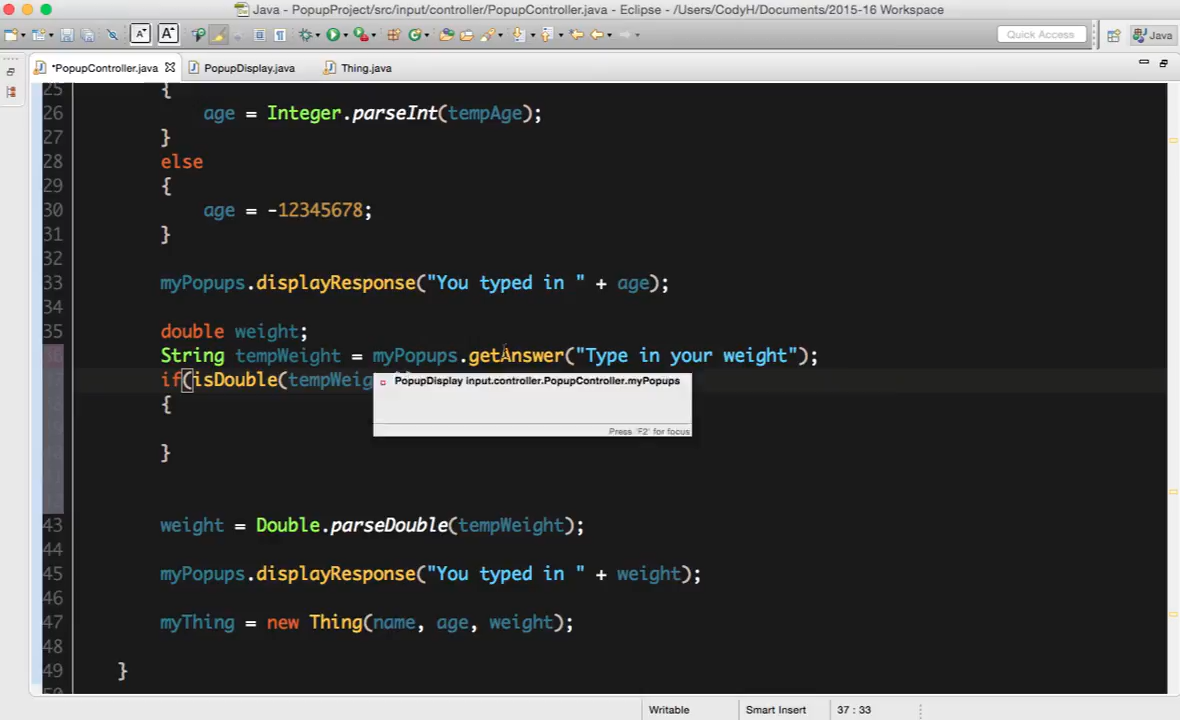 Java - PopupProject/src/input/controller/PopupController.java - Eclipse - /Users/CodyH/Documents/2015-16 Workspace
Quick Access
Java
*PopupController.java
PopupDisplay.java
Thing.java
25 {
26 age = Integer.parseInt(tempAge);
27 }
28 else
29 {
30 age = -12345678;
31 }
32
33 myPopups.displayResponse("You typed in " + age);
34
35 double weight;
String tempWeight = myPopups.getAnswer("Type in your weight");
if(isDouble(tempWeig
PopupDisplay input.controller.PopupController.myPopups
{
Press 'F2' for focus
}
43 weight = Double.parseDouble(tempWeight);
44
45 myPopups.displayResponse("You typed in " + weight);
46
47 myThing = new Thing(name, age, weight);
48
49 }
50
Writable
Smart Insert
37 : 33